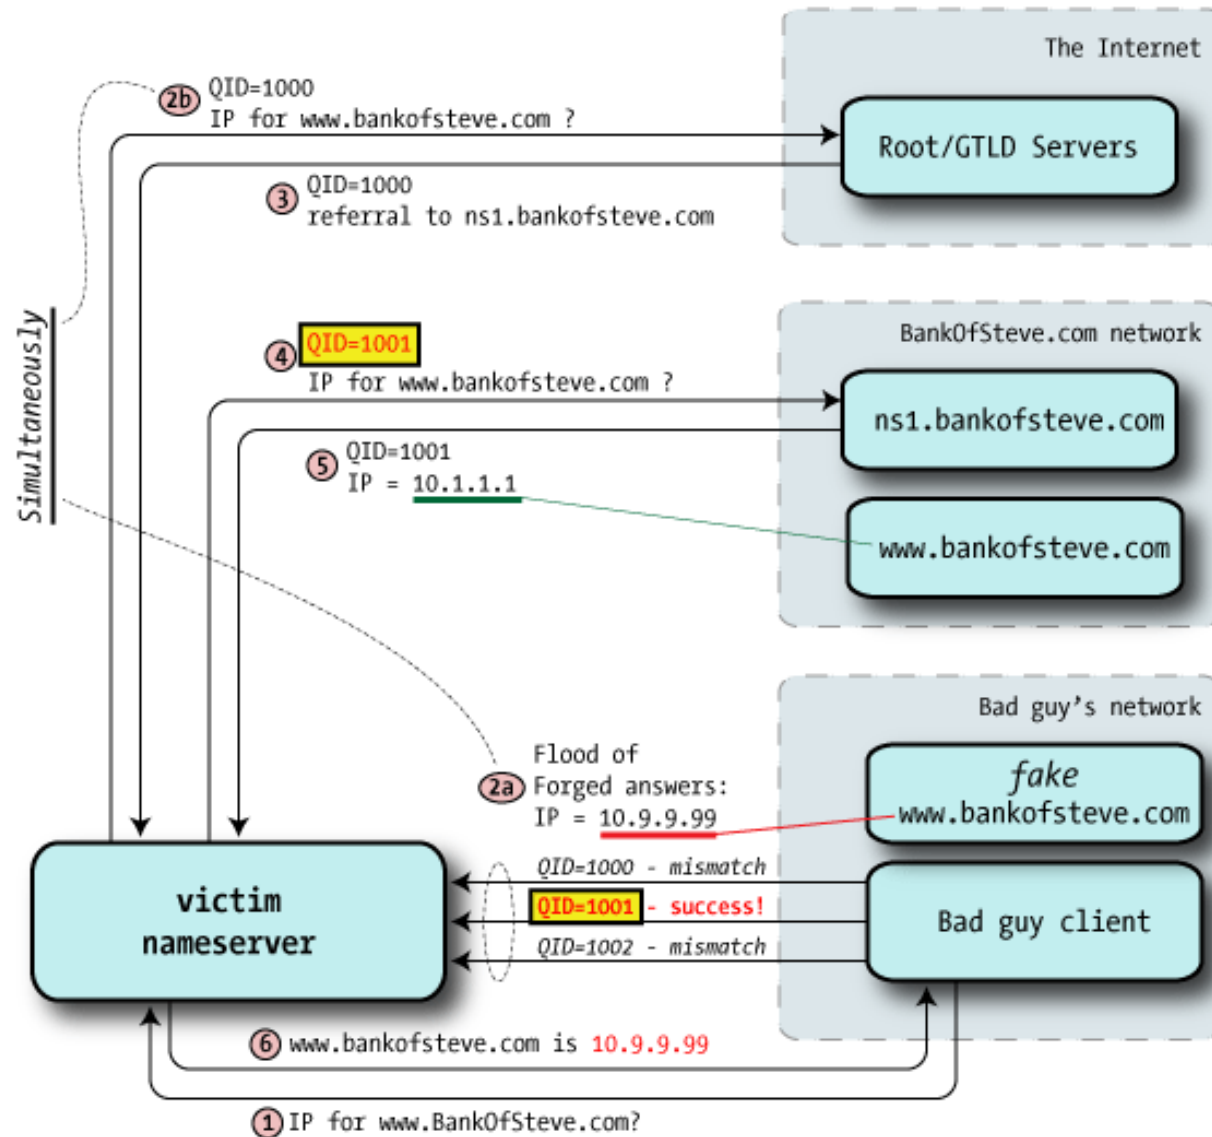 The Internet
2b
QID=1000
IP for www.bankofsteve.com ?
Root/GTLD Servers
3
QID=1000
referral to ns1.bankofsteve.com
Simultaneously
BankOfSteve.com network
4
QID=1001
IP for www.bankofsteve.com ?
ns1.bankofsteve.com
5
QID=1001
IP = 10.1.1.1
www.bankofsteve.com
Bad guy's network
2a
Flood of
Forged answers:
IP = 10.9.9.99
fake
www.bankofsteve.com
victim
nameserver
QID=1000 - mismatch
QID=1001 - success!
QID=1002 - mismatch
Bad guy client
6
www.bankofsteve.com is 10.9.9.99
1
IP for www.BankOfSteve.com?